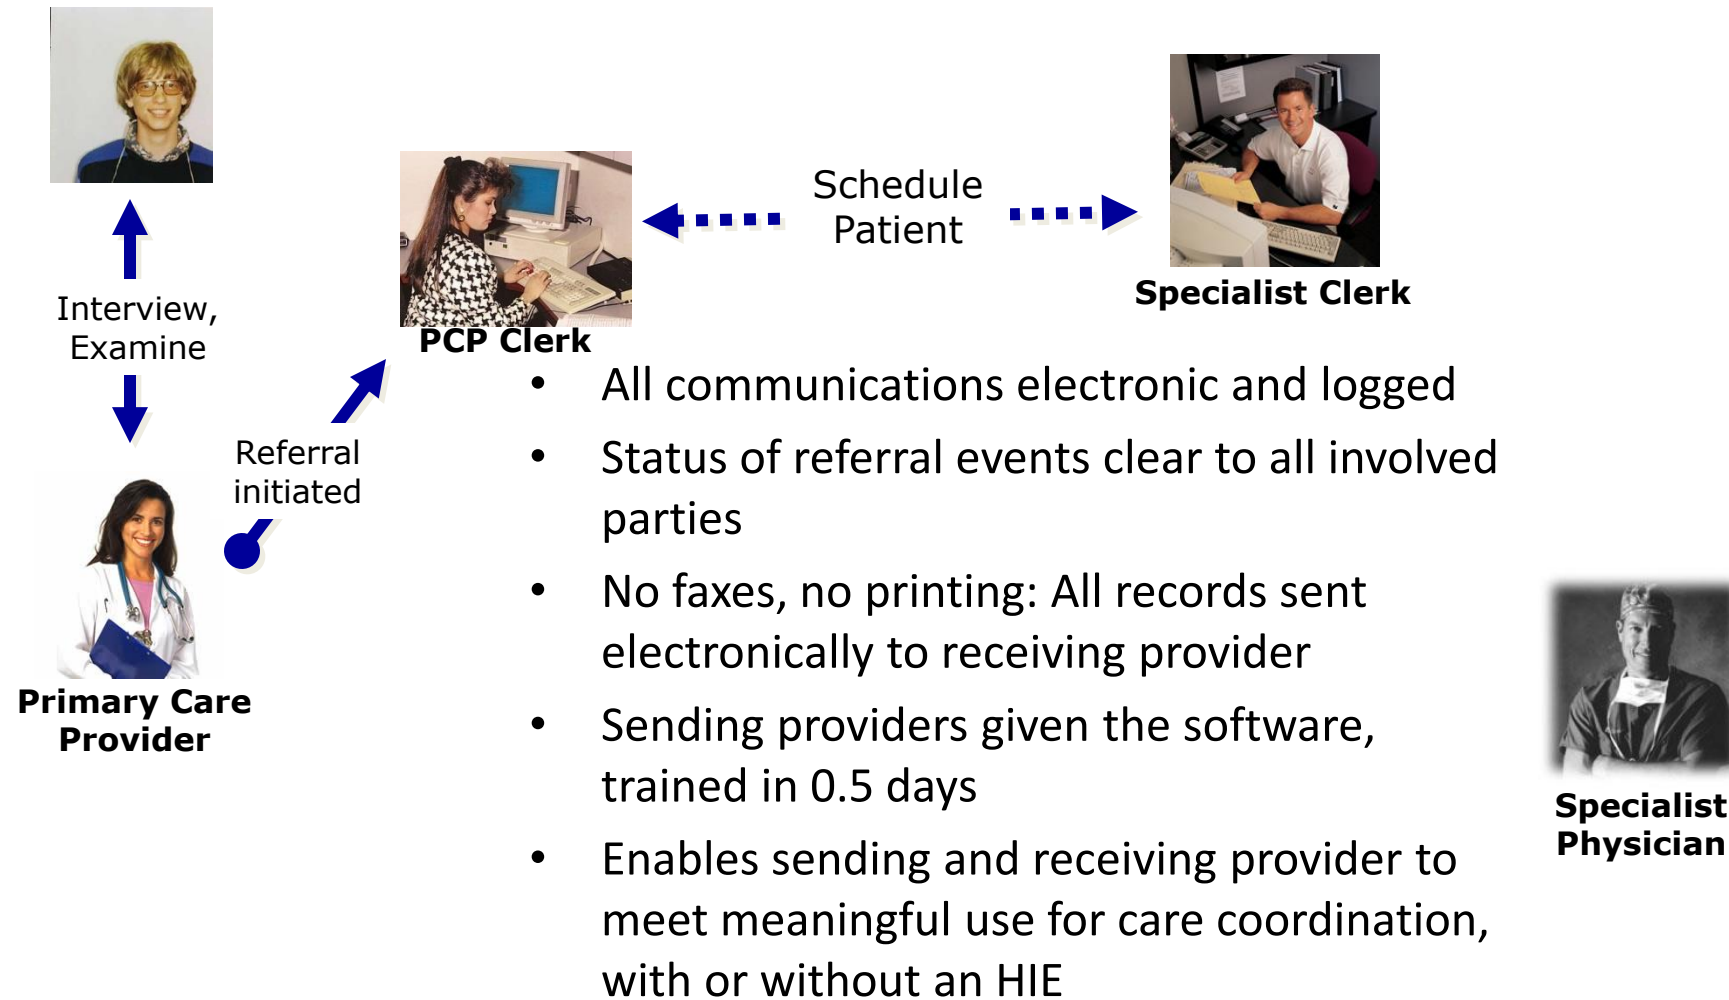 Interview,
Examine
Primary Care
Provider
Referral
initiated
PCP Clerk
Schedule
Patient
Specialist Clerk
• All communications electronic and logged
• Status of referral events clear to all involved
parties
• No faxes, no printing: All records sent
electronically to receiving provider
• Sending providers given the software,
trained in 0.5 days
• Enables sending and receiving provider to
meet meaningful use for care coordination,
with or without an HIE
Specialist
Physician